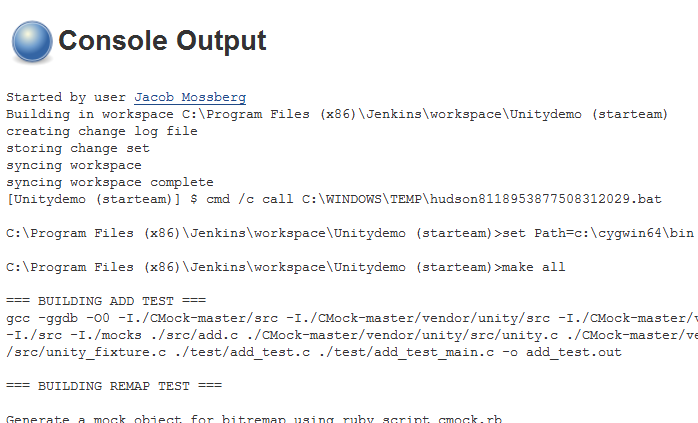 Console Output
Started by user Jacob Mossberg
Building in workspace C:\Program Files (x86)\Jenkins\workspace\Unitydemo (starteam)
creating change log file
storing change set
syncing workspace
syncing workspace complete
[Unitydemo (starteam)] $ cmd /c call C:\WINDOWS\TEMP\hudson8118953877508312029.bat
C:\Program Files (x86)\Jenkins\workspace\Unitydemo (starteam)>set Path=c:\cygwin64\bin
C:\Program Files (x86)\Jenkins\workspace\Unitydemo (starteam)>make all
=== BUILDING ADD TEST ===
gcc -ggdb -O0 -I./CMock-master/src -I./CMock-master/vendor/unity/src -I./CMock-master/v
-I./src -I./mocks ./src/add.c ./CMock-master/vendor/unity/src/unity.c ./CMock-master/ve
/src/unity_fixture.c ./test/add_test.c ./test/add_test_main.c -o add_test.out
=== BUILDING REMAP TEST ===
Generate a mock object for bitremap using ruby script cmock.rb